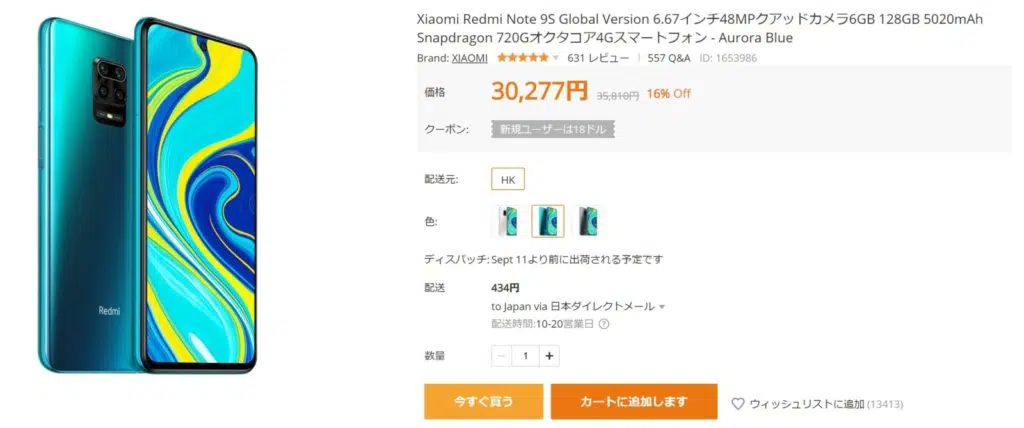 Xiaomi Redmi Note 9S Global Version 6.67インチ48MPクアッドカメラ6GB 128GB 5020mAh
Snapdragon 720Gオクタコア4Gスマートフォン - Aurora Blue
Brand: XIAOMI 631 レビュー 557 Q&A ID: 1653986
価格 30,277円 35,810円 16% Off
クーポン: 新規ユーザーは18ドル
配送元: HK
色:
ディスパッチ: Sept 11より前に出荷される予定です
配送 434円
to Japan via 日本ダイレクトメール
配送時間:10-20営業日 ?
数量 − 1 +
今すぐ買う カートに追加します ウィッシュリストに追加 (13413)
Redmi